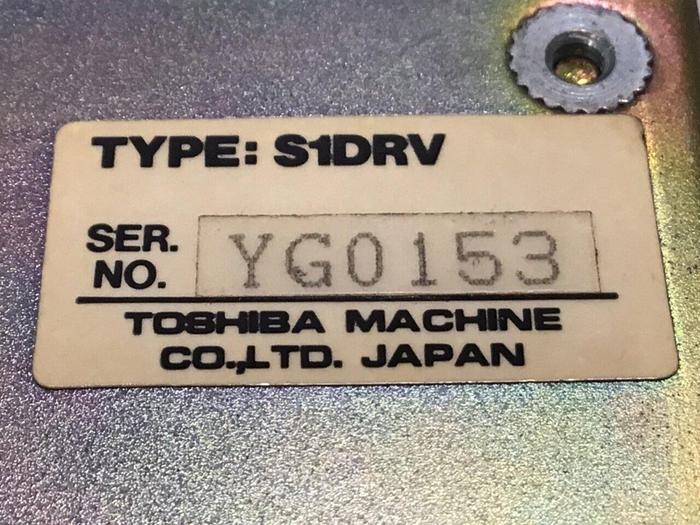 TYPE: S1DRV
SER.
NO.
YG0153
TOSHIBA MACHINE
CO.,LTD. JAPAN